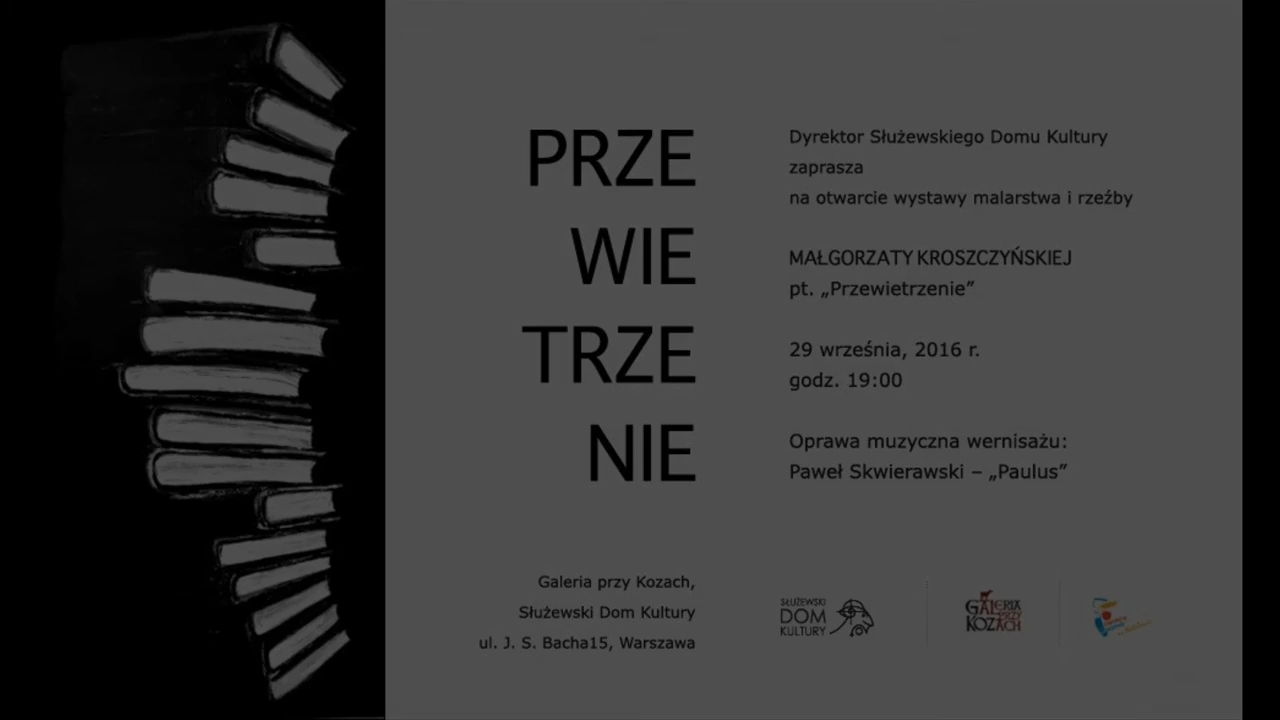 PRZE
WIE
TRZE
NIE
Dyrektor Służewskiego Domu Kultury
zaprasza
na otwarcie wystawy malarstwa i rzeźby
MAŁGORZATY KROSZCZYŃSKIEJ
pt. „Przewietrzenie”
29 września, 2016 r.
godz. 19:00
Oprawa muzyczna wernisażu:
Paweł Skwierawski – „Paulus”
Galeria przy Kozach,
Służewski Dom Kultury
ul. J. S. Bacha15, Warszawa
SŁUŻEWSKI
DOM
KULTURY
GALERIA
PRZY
KOZACH